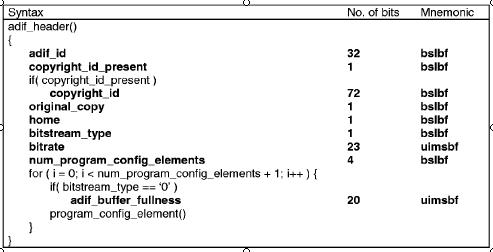 Syntax No. of bits Mnemonic
adif_header()
{
adif_id 32 bslbf
copyright_id_present 1 bslbf
if( copyright_id_present )
copyright_id 72 bslbf
original_copy 1 bslbf
home 1 bslbf
bitstream_type 1 bslbf
bitrate 23 uimsbf
num_program_config_elements 4 bslbf
for ( i = 0; i < num_program_config_elements + 1; i++ ) {
if( bitstream_type == ‘0’ )
adif_buffer_fullness 20 uimsbf
program_config_element()
}
}